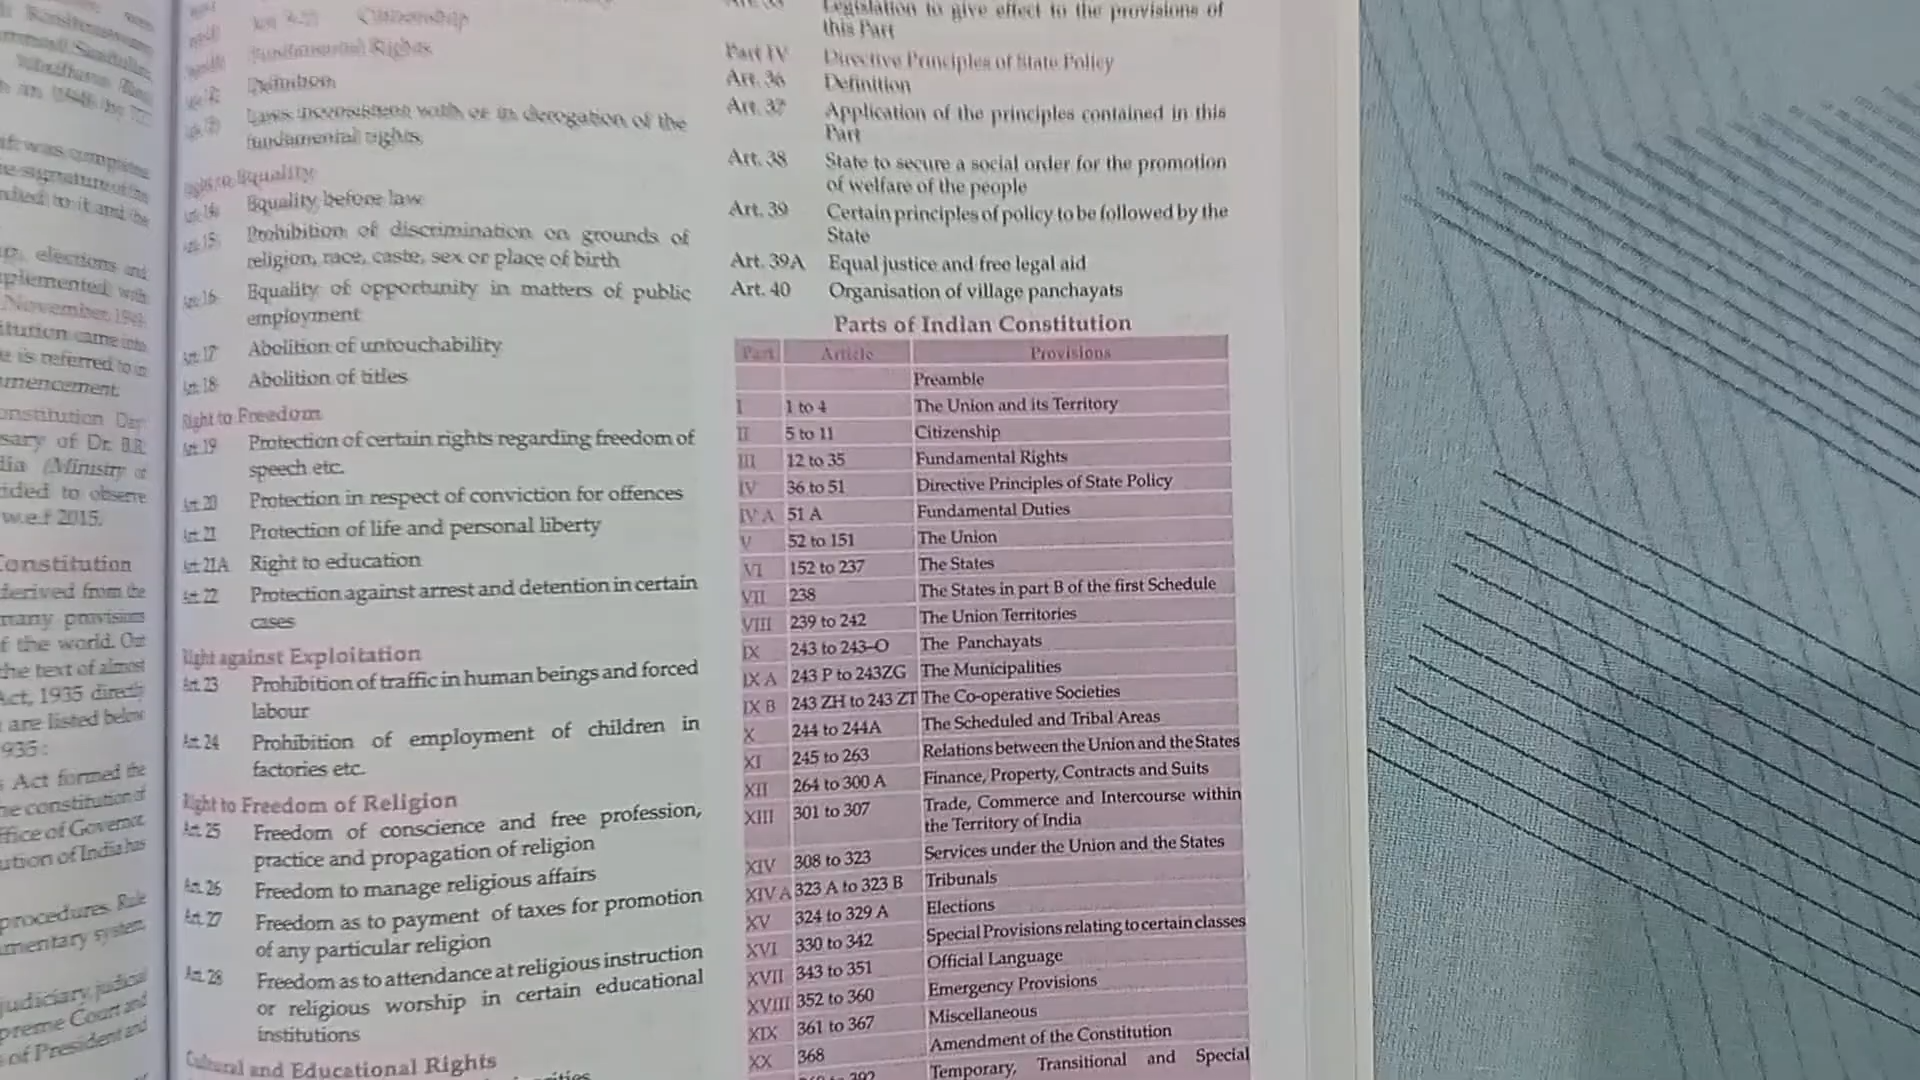 Citizenship
Fundamental Rights
Definition
Laws inconsistent with or in derogation of the
fundamental rights
Right to Equality
Art. 14 Equality before law
Art. 15 Prohibition of discrimination on grounds of
religion, race, caste, sex or place of birth
Art. 16 Equality of opportunity in matters of public
employment
Art. 17 Abolition of untouchability
Art. 18 Abolition of titles
Right to Freedom
Art. 19 Protection of certain rights regarding freedom of
speech etc.
Art. 20 Protection in respect of conviction for offences
Art. 21 Protection of life and personal liberty
Art. 21A Right to education
Art. 22 Protection against arrest and detention in certain
cases
Right against Exploitation
Art. 23 Prohibition of traffic in human beings and forced
labour
Art. 24 Prohibition of employment of children in
factories etc.
Right to Freedom of Religion
Art. 25 Freedom of conscience and free profession,
practice and propagation of religion
Art. 26 Freedom to manage religious affairs
Art. 27 Freedom as to payment of taxes for promotion
of any particular religion
Art. 28 Freedom as to attendance at religious instruction
or religious worship in certain educational
institutions
Cultural and Educational Rights
Legislation to give effect to the provisions of
this Part
Part IV Directive Principles of State Policy
Art. 36 Definition
Art. 37 Application of the principles contained in this
Part
Art. 38 State to secure a social order for the promotion
of welfare of the people
Art. 39 Certain principles of policy to be followed by the
State
Art. 39A Equal justice and free legal aid
Art. 40 Organisation of village panchayats
Parts of Indian Constitution
Part Article Provisions
Preamble
I 1 to 4 The Union and its Territory
II 5 to 11 Citizenship
III 12 to 35 Fundamental Rights
IV 36 to 51 Directive Principles of State Policy
IV A 51 A Fundamental Duties
V 52 to 151 The Union
VI 152 to 237 The States
VII 238 The States in part B of the first Schedule
VIII 239 to 242 The Union Territories
IX 243 to 243–O The Panchayats
IX A 243 P to 243ZG The Municipalities
IX B 243 ZH to 243 ZT The Co-operative Societies
X 244 to 244A The Scheduled and Tribal Areas
XI 245 to 263 Relations between the Union and the States
XII 264 to 300 A Finance, Property, Contracts and Suits
XIII 301 to 307 Trade, Commerce and Intercourse within
the Territory of India
XIV 308 to 323 Services under the Union and the States
XIV A 323 A to 323 B Tribunals
XV 324 to 329 A Elections
XVI 330 to 342 Special Provisions relating to certain classes
XVII 343 to 351 Official Language
XVIII 352 to 360 Emergency Provisions
XIX 361 to 367 Miscellaneous
XX 368 Amendment of the Constitution
Temporary, Transitional and Special